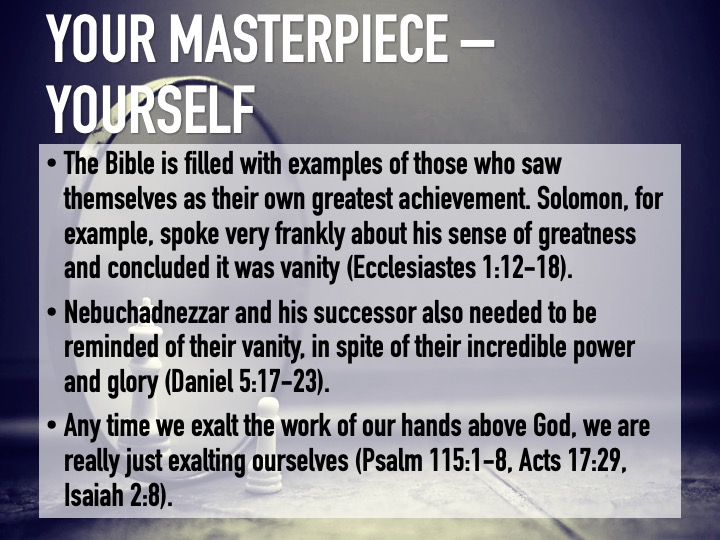 YOUR MASTERPIECE –
YOURSELF
• The Bible is filled with examples of those who saw
themselves as their own greatest achievement. Solomon, for
example, spoke very frankly about his sense of greatness
and concluded it was vanity (Ecclesiastes 1:12-18).
• Nebuchadnezzar and his successor also needed to be
reminded of their vanity, in spite of their incredible power
and glory (Daniel 5:17-23).
• Any time we exalt the work of our hands above God, we are
really just exalting ourselves (Psalm 115:1-8, Acts 17:29,
Isaiah 2:8).